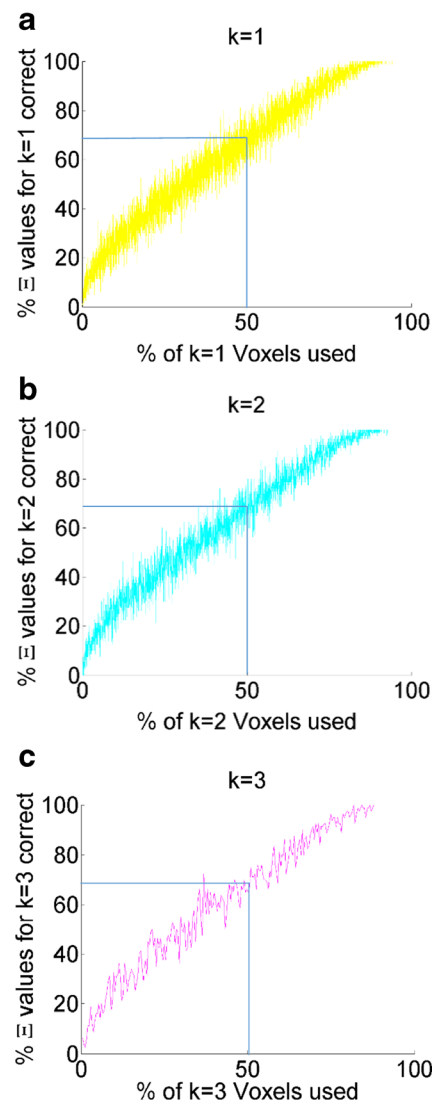 a
k=1
% Ξ values for k=1 correct
100
80
60
40
20
0
0 50 100
% of k=1 Voxels used
b
k=2
% Ξ values for k=2 correct
100
80
60
40
20
0
0 50 100
% of k=2 Voxels used
c
k=3
% Ξ values for k=3 correct
100
80
60
40
20
0
0 50 100
% of k=3 Voxels used